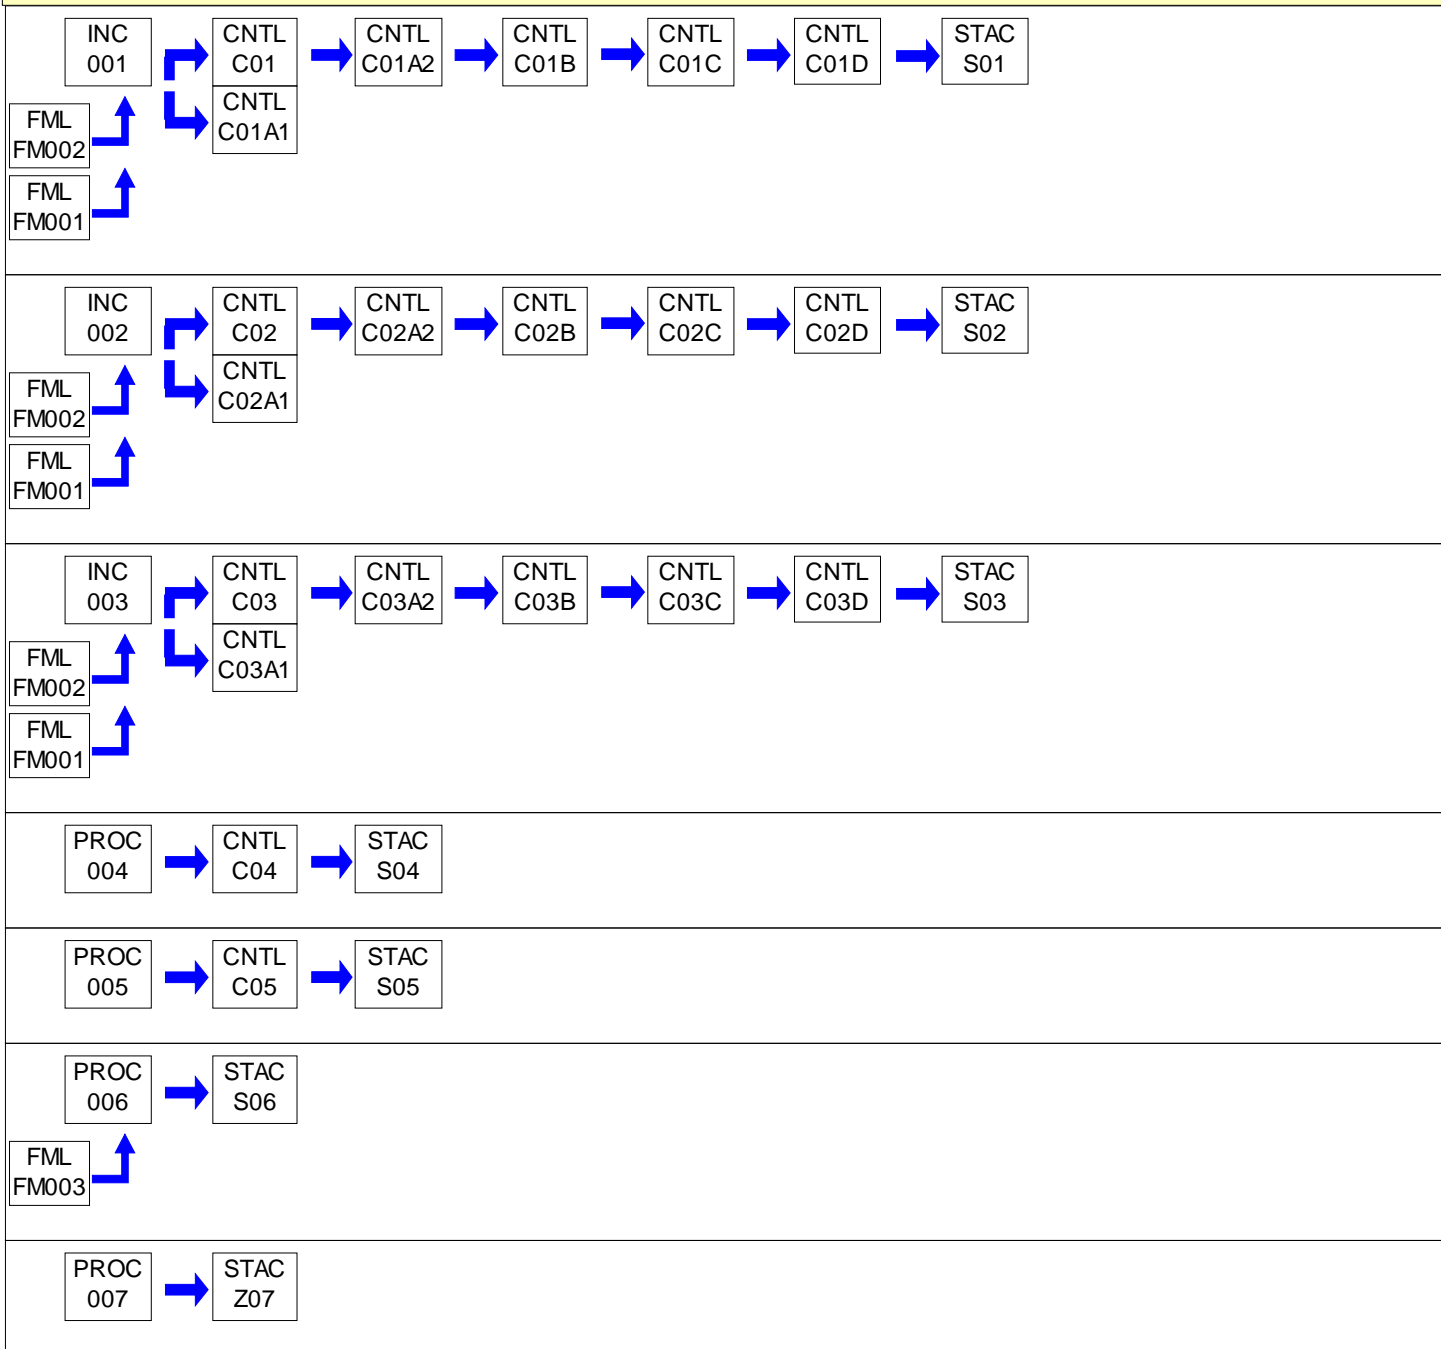 INC
001
CNTL
C01
CNTL
C01A2
CNTL
C01B
CNTL
C01C
CNTL
C01D
STAC
S01
CNTL
C01A1
FML
FM002
FML
FM001
INC
002
CNTL
C02
CNTL
C02A2
CNTL
C02B
CNTL
C02C
CNTL
C02D
STAC
S02
CNTL
C02A1
FML
FM002
FML
FM001
INC
003
CNTL
C03
CNTL
C03A2
CNTL
C03B
CNTL
C03C
CNTL
C03D
STAC
S03
CNTL
C03A1
FML
FM002
FML
FM001
PROC
004
CNTL
C04
STAC
S04
PROC
005
CNTL
C05
STAC
S05
PROC
006
STAC
S06
FML
FM003
PROC
007
STAC
Z07